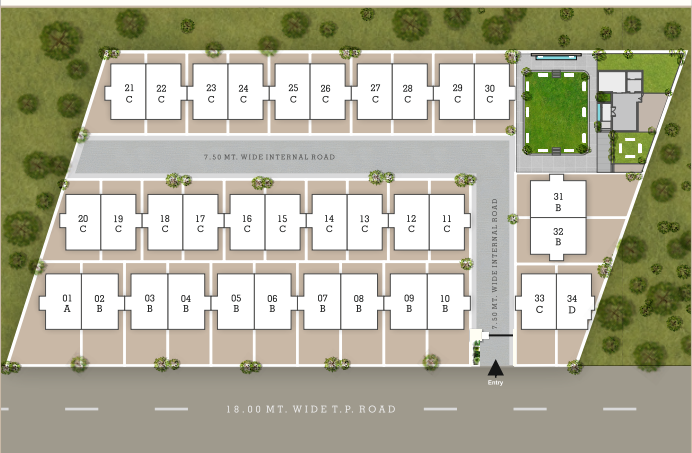 21 22 23 24 25 26 27 28 29 30
C C C C C C C C C C
7.50 MT. WIDE INTERNAL ROAD
31
B
32
B
20 19 18 17 16 15 14 13 12 11
C C C C C C C C C C
7.50 MT. WIDE INTERNAL ROAD
01 02 03 04 05 06 07 08 09 10 33 34
A B B B B B B B B B C D
Entry
18.00 MT. WIDE T.P. ROAD